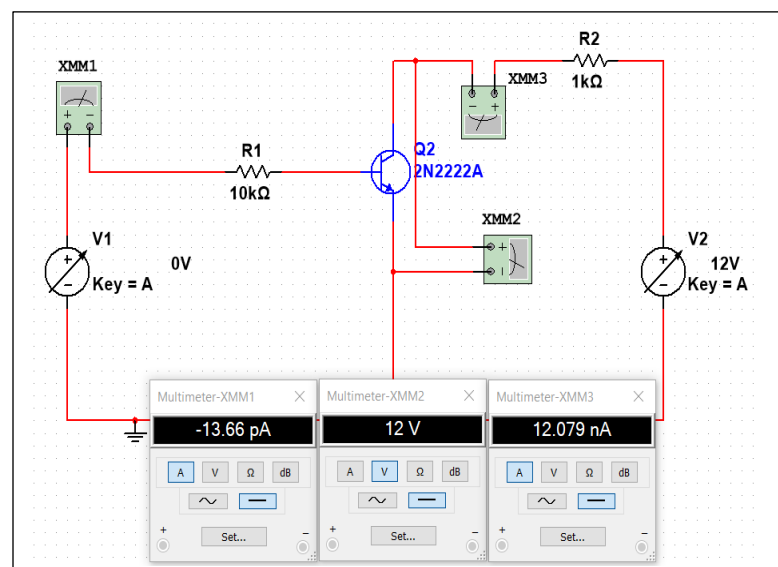 XMM1
+ -
R1
10kΩ
V1
+
-
0V
Key = A
Q2
2N2222A
XMM3
- +
R2
1kΩ
XMM2
+
-
V2
+
-
12V
Key = A
Multimeter-XMM1 ×
-13.66 pA
A V Ω dB
+ Set... -
Multimeter-XMM2 ×
12 V
A V Ω dB
+ Set... -
Multimeter-XMM3 ×
12.079 nA
A V Ω dB
+ Set... -